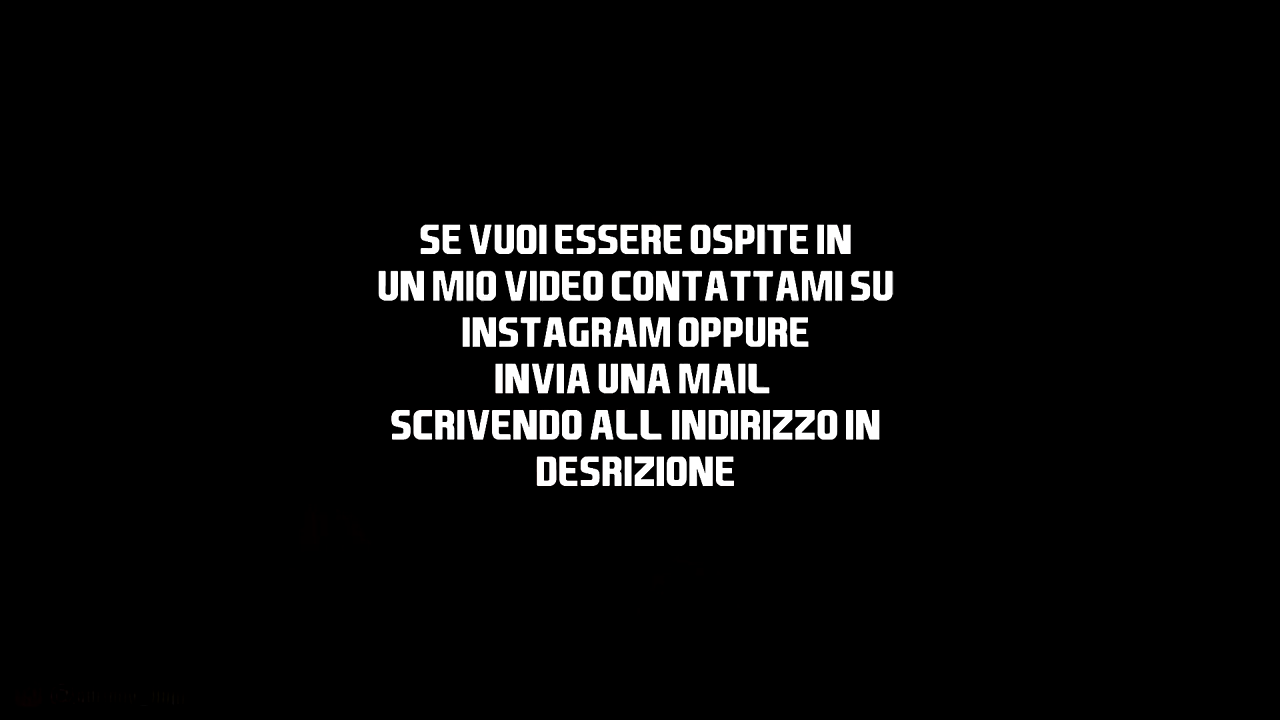 SE VUOI ESSERE OSPITE IN
UN MIO VIDEO CONTATTAMI SU
INSTAGRAM OPPURE
INVIA UNA MAIL
SCRIVENDO ALL INDIRIZZO IN
DESRIZIONE